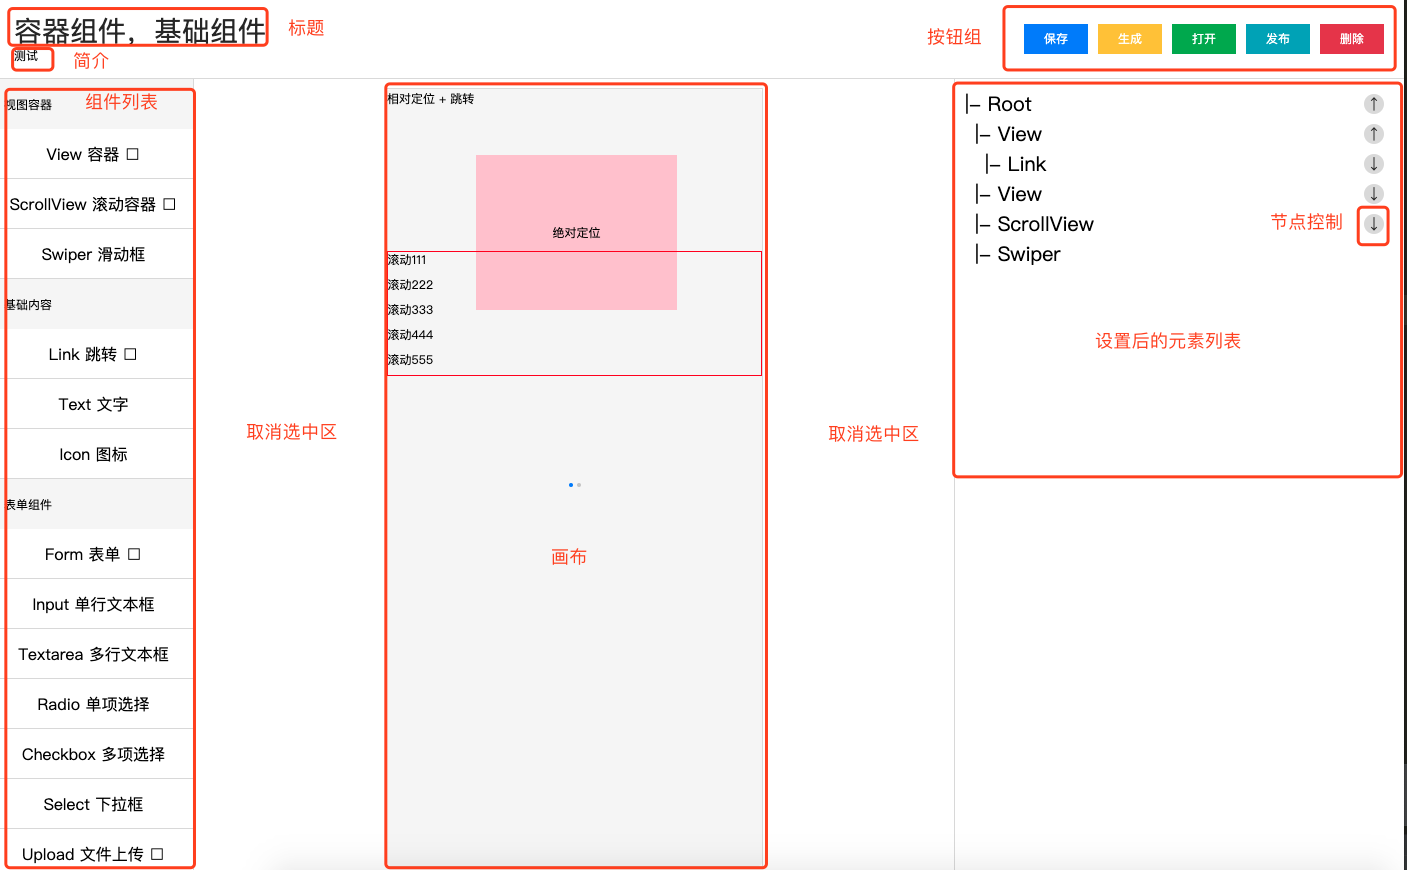 容器组件，基础组件
标题
测试
简介
按钮组
保存
生成
打开
发布
删除
视图容器
组件列表
View 容器 ☐
ScrollView 滚动容器 ☐
Swiper 滑动框
基础内容
Link 跳转 ☐
Text 文字
Icon 图标
表单组件
Form 表单 ☐
Input 单行文本框
Textarea 多行文本框
Radio 单项选择
Checkbox 多项选择
Select 下拉框
Upload 文件上传 ☐
取消选中区
相对定位 + 跳转
绝对定位
滚动111
滚动222
滚动333
滚动444
滚动555
画布
取消选中区
|– Root ↑
|– View ↑
|– Link ↓
|– View ↓
|– ScrollView ↓
|– Swiper
节点控制
设置后的元素列表